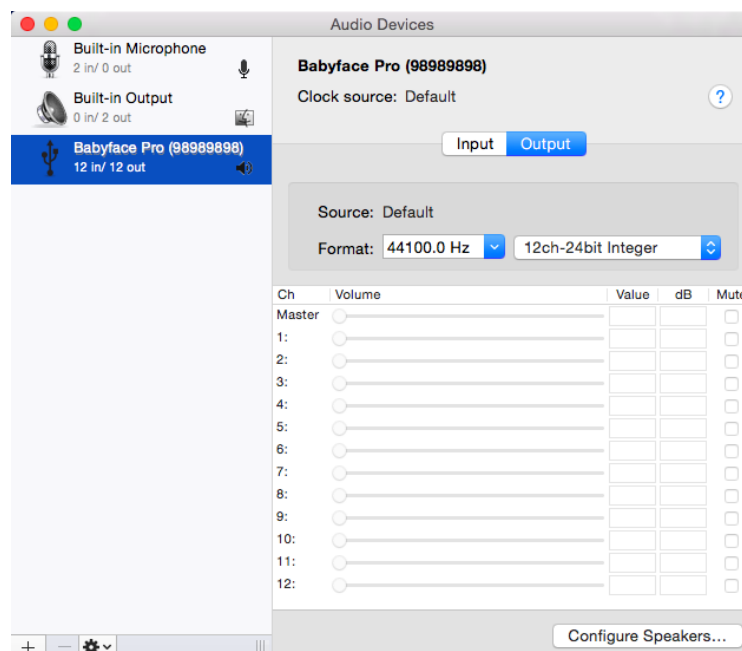 Audio Devices
Built-in Microphone
2 in/ 0 out
Built-in Output
0 in/ 2 out
Babyface Pro (98989898)
12 in/ 12 out
Babyface Pro (98989898)
Clock source: Default
?
Input Output
Source: Default
Format: 44100.0 Hz 12ch-24bit Integer
Ch Volume Value dB Mute
Master
1:
2:
3:
4:
5:
6:
7:
8:
9:
10:
11:
12:
Configure Speakers...